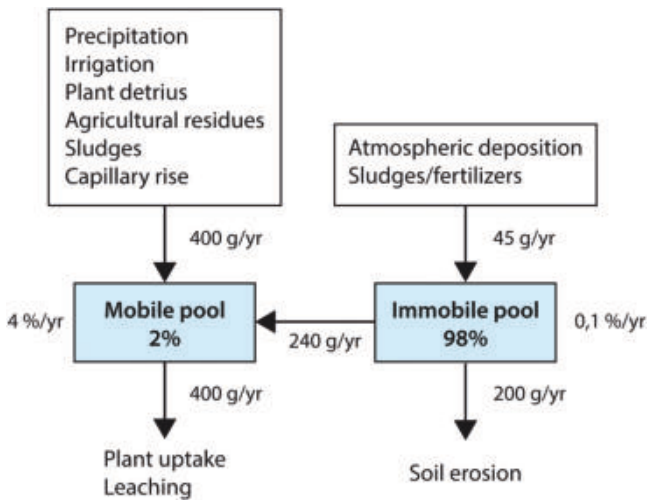 Precipitation
Irrigation
Plant detrius
Agricultural residues
Sludges
Capillary rise
Atmospheric deposition
Sludges/fertilizers
400 g/yr
45 g/yr
4 %/yr
Mobile pool
2%
240 g/yr
Immobile pool
98%
0,1 %/yr
400 g/yr
200 g/yr
Plant uptake
Leaching
Soil erosion